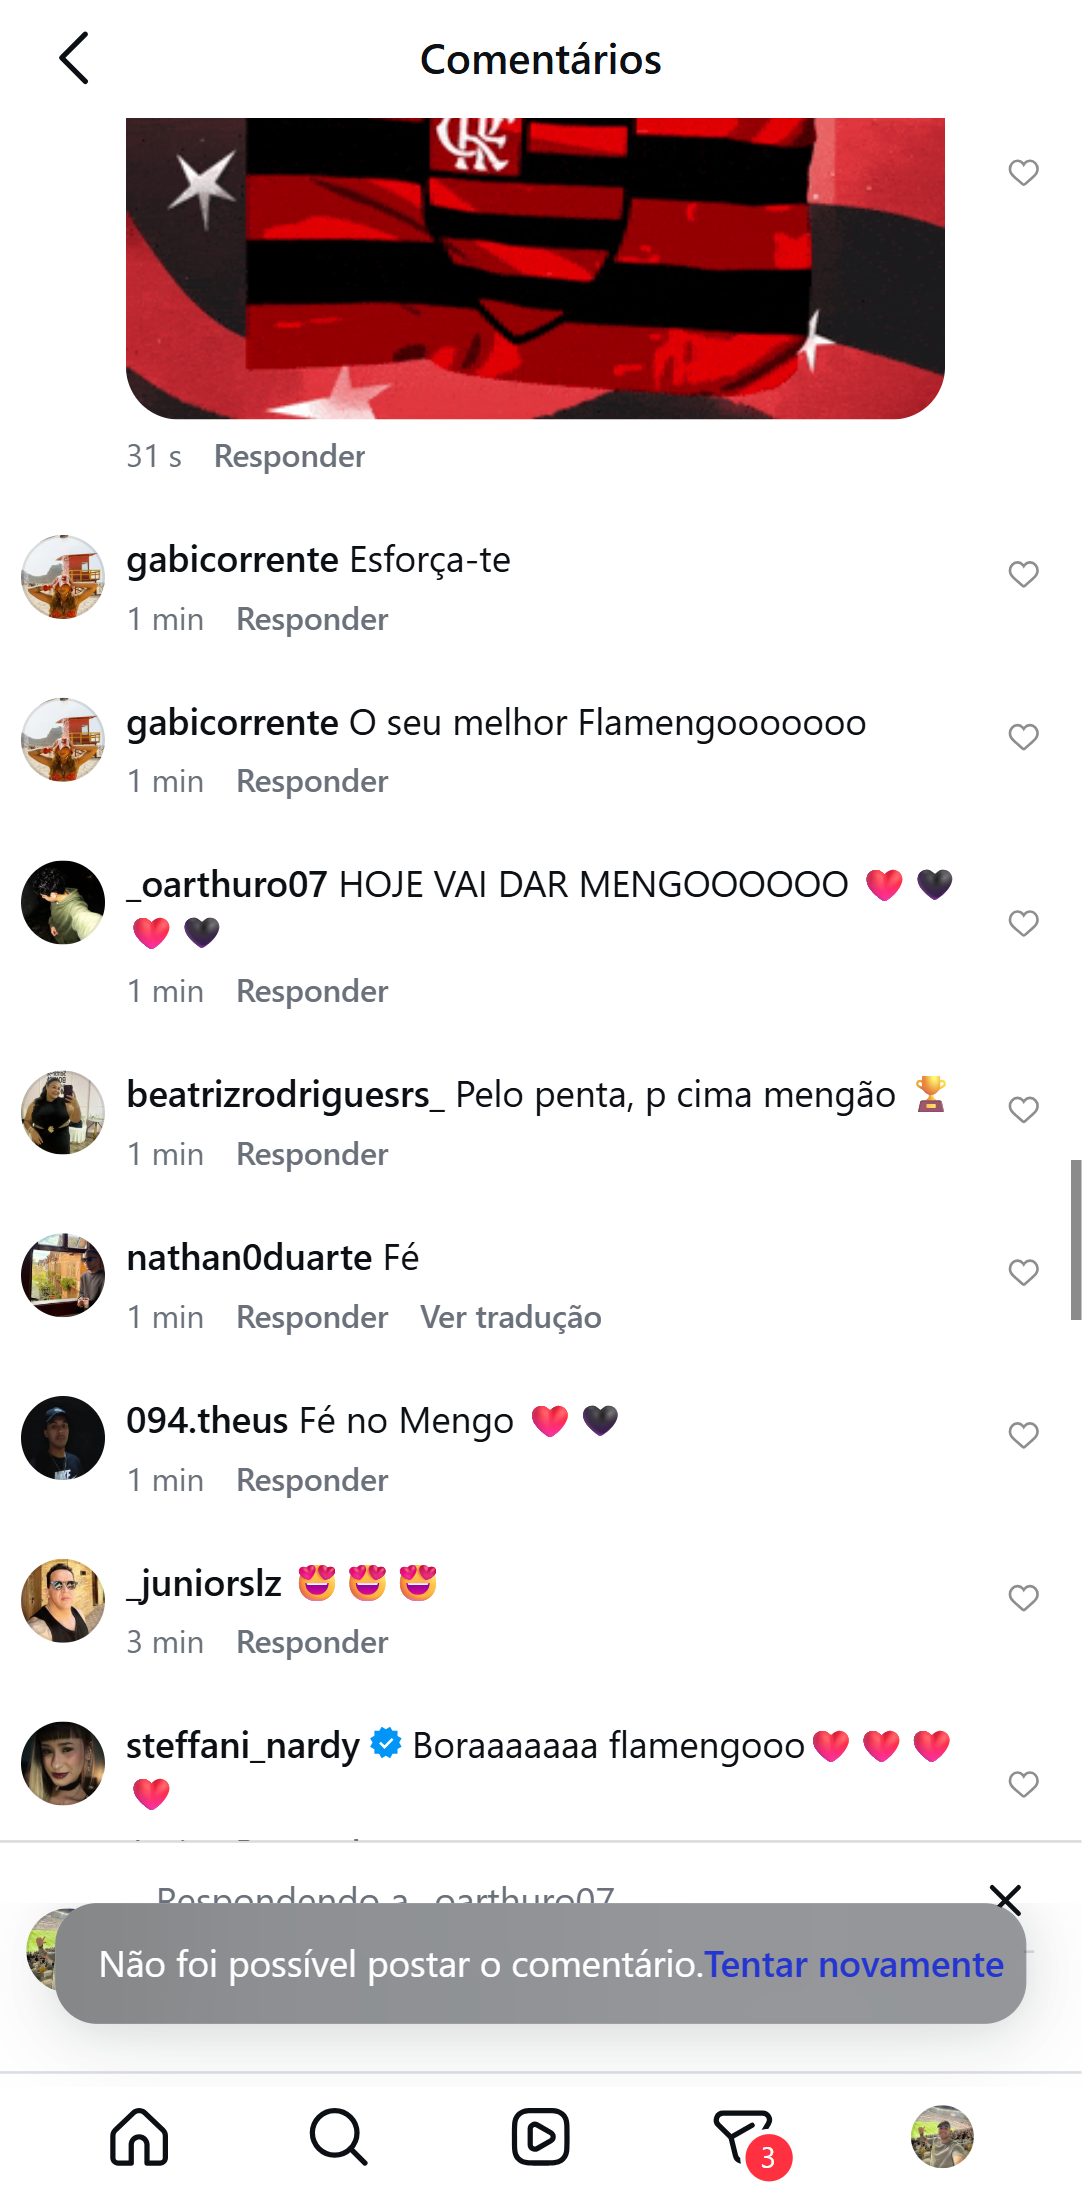 Comentários
CRF
31 s Responder
gabicorrente Esforça-te
1 min Responder
gabicorrente O seu melhor Flamengooooooo
1 min Responder
_oarthuro07 HOJE VAI DAR MENGOOOOOO ❤️🖤
❤️🖤
1 min Responder
beatrizrodriguesrs_ Pelo penta, p cima mengão 🏆
1 min Responder
nathan0duarte Fé
1 min Responder Ver tradução
094.theus Fé no Mengo ❤️🖤
1 min Responder
_juniorslz 😍😍😍
3 min Responder
steffani_nardy Boraaaaaaa flamengooo❤️❤️❤️
❤️
Respondendo a _oarthuro07
Não foi possível postar o comentário.Tentar novamente
3